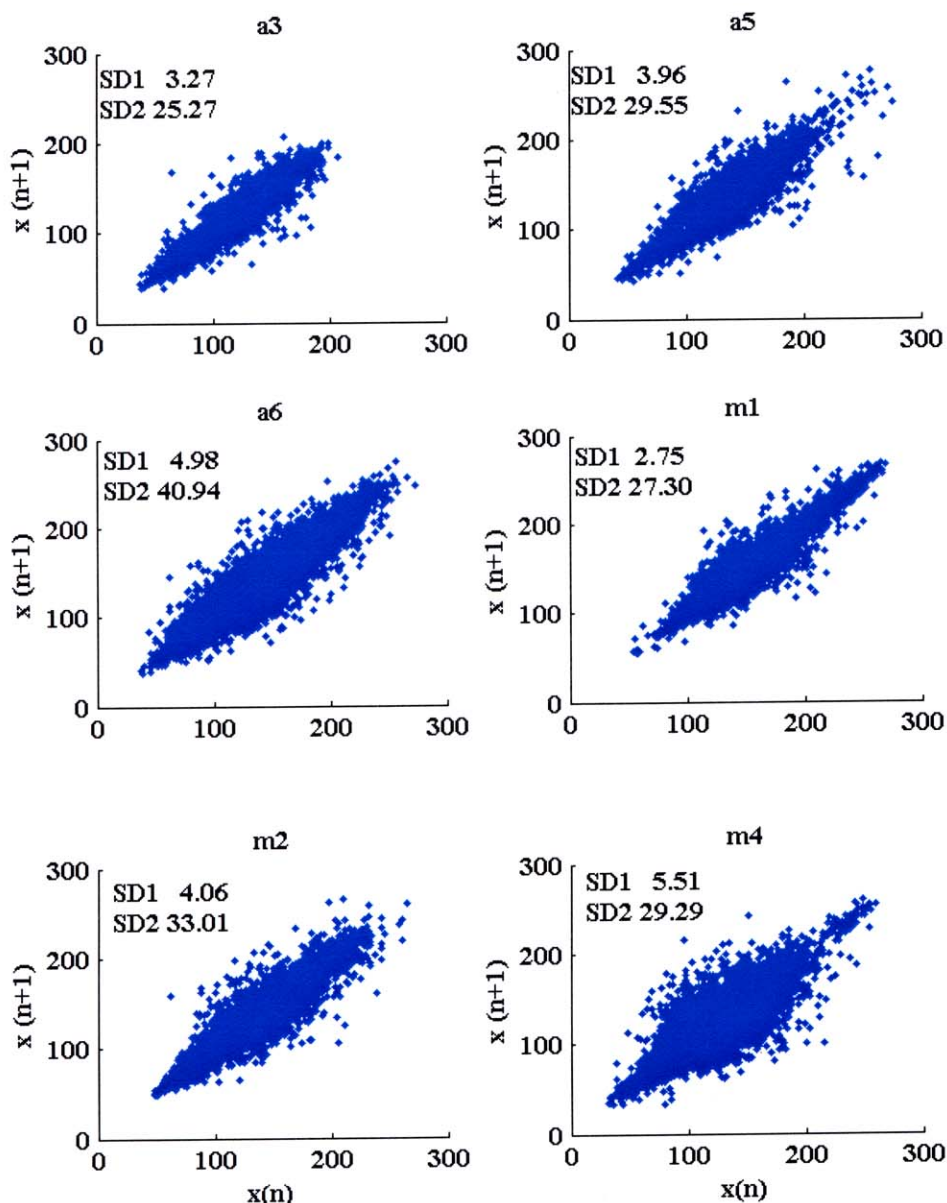 a3
300
SD1 3.27
SD2 25.27
200
x (n+1)
100
0
0 100 200 300
a5
300
SD1 3.96
SD2 29.55
200
x (n+1)
100
0
0 100 200 300
a6
300
SD1 4.98
SD2 40.94
200
x (n+1)
100
0
0 100 200 300
m1
300
SD1 2.75
SD2 27.30
200
x (n+1)
100
0
0 100 200 300
m2
300
SD1 4.06
SD2 33.01
200
x (n+1)
100
0
0 100 200 300
x(n)
m4
300
SD1 5.51
SD2 29.29
200
x (n+1)
100
0
0 100 200 300
x(n)